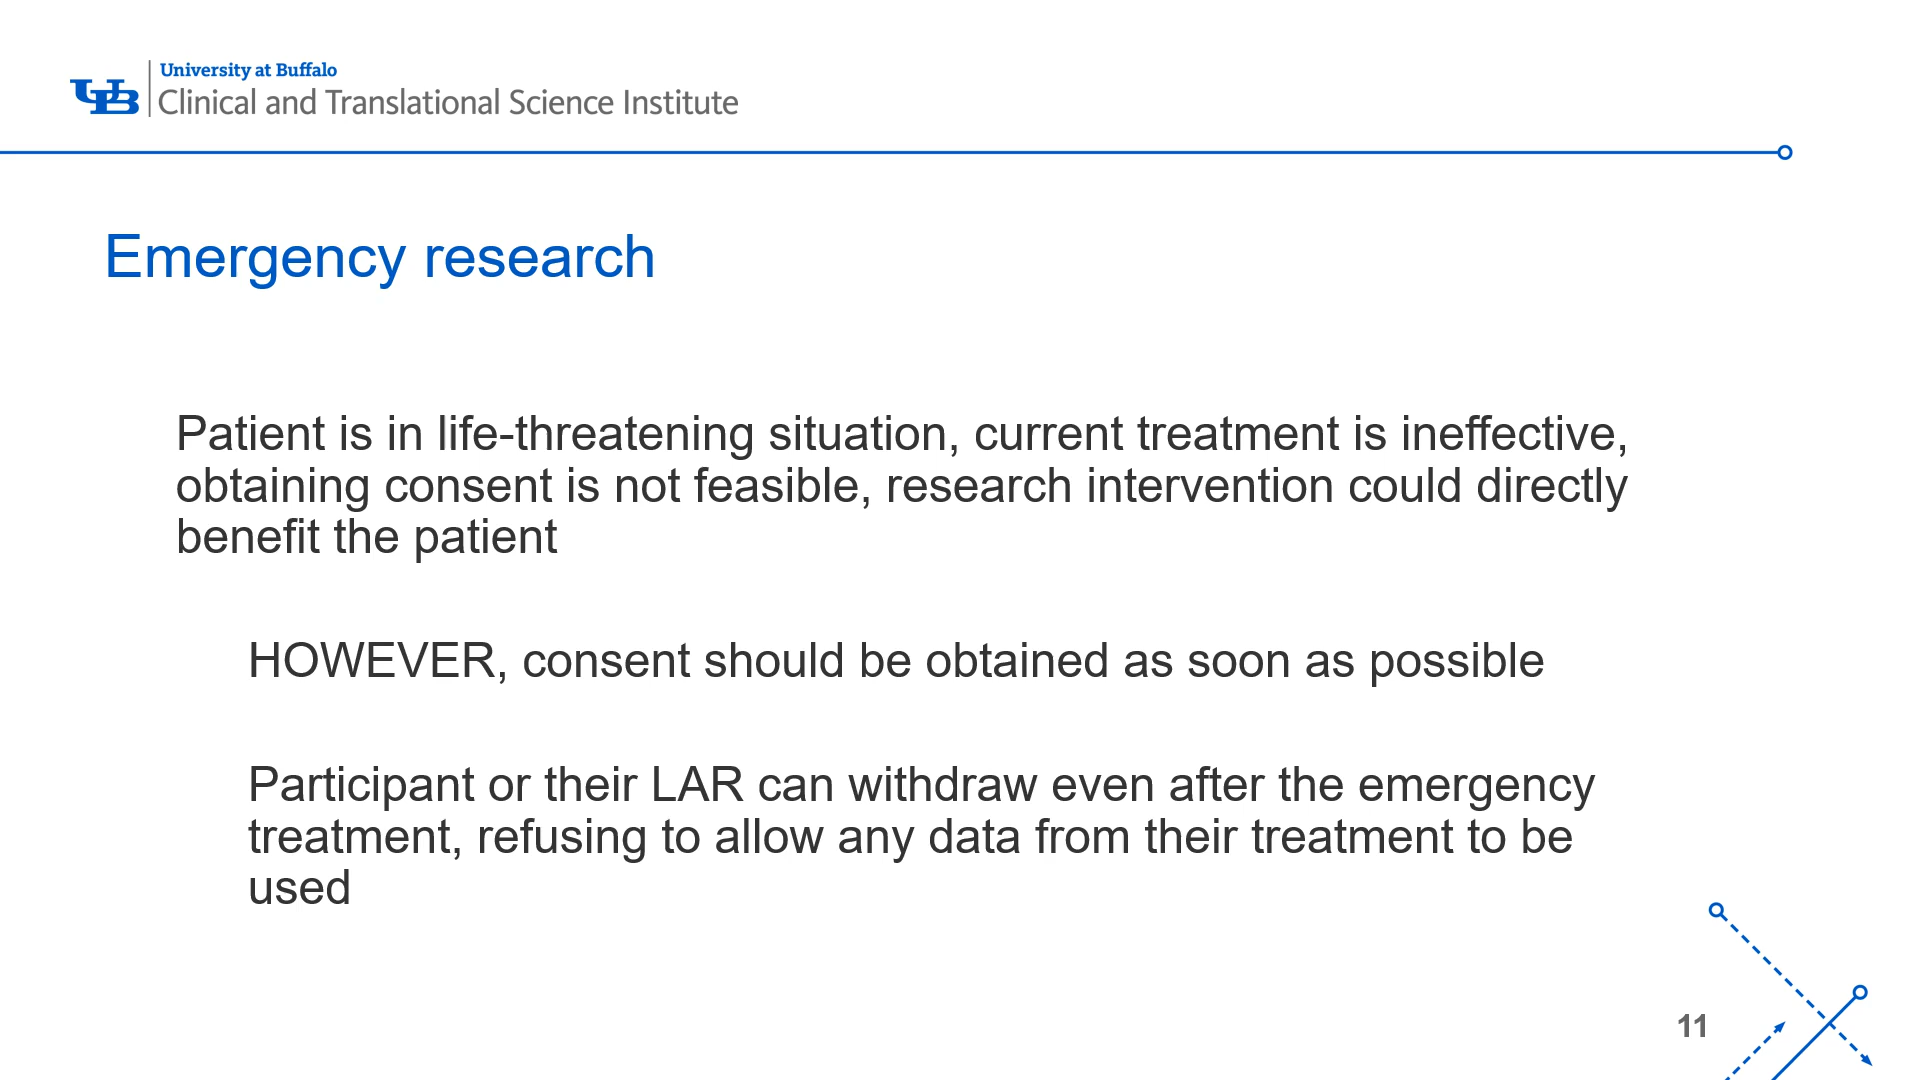 University at Buffalo
UB
Clinical and Translational Science Institute
Emergency research
Patient is in life-threatening situation, current treatment is ineffective,
obtaining consent is not feasible, research intervention could directly
benefit the patient
HOWEVER, consent should be obtained as soon as possible
Participant or their LAR can withdraw even after the emergency
treatment, refusing to allow any data from their treatment to be
used
11